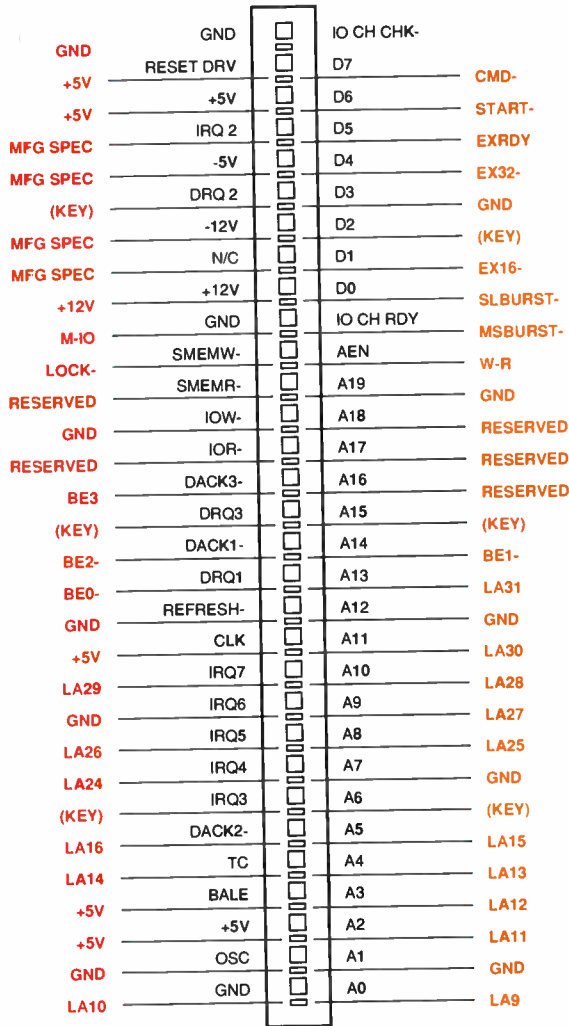 GND IO CH CHK-
GND
RESET DRV D7
+5V CMD-
+5V D6
+5V START-
IRQ 2 D5
MFG SPEC EXRDY
-5V D4
MFG SPEC EX32-
DRQ 2 D3
(KEY) GND
-12V D2
MFG SPEC (KEY)
N/C D1
MFG SPEC EX16-
+12V D0
+12V SLBURST-
GND IO CH RDY
M-IO MSBURST-
SMEMW- AEN
LOCK- W-R
SMEMR- A19
RESERVED GND
IOW- A18
GND RESERVED
IOR- A17
RESERVED RESERVED
DACK3- A16
BE3 RESERVED
DRQ3 A15
(KEY) (KEY)
DACK1- A14
BE2- BE1-
DRQ1 A13
BE0- LA31
REFRESH- A12
GND GND
CLK A11
+5V LA30
IRQ7 A10
LA29 LA28
IRQ6 A9
GND LA27
IRQ5 A8
LA26 LA25
IRQ4 A7
LA24 GND
IRQ3 A6
(KEY) (KEY)
DACK2- A5
LA16 LA15
TC A4
LA14 LA13
BALE A3
+5V LA12
+5V A2
+5V LA11
OSC A1
GND GND
GND A0
LA10 LA9